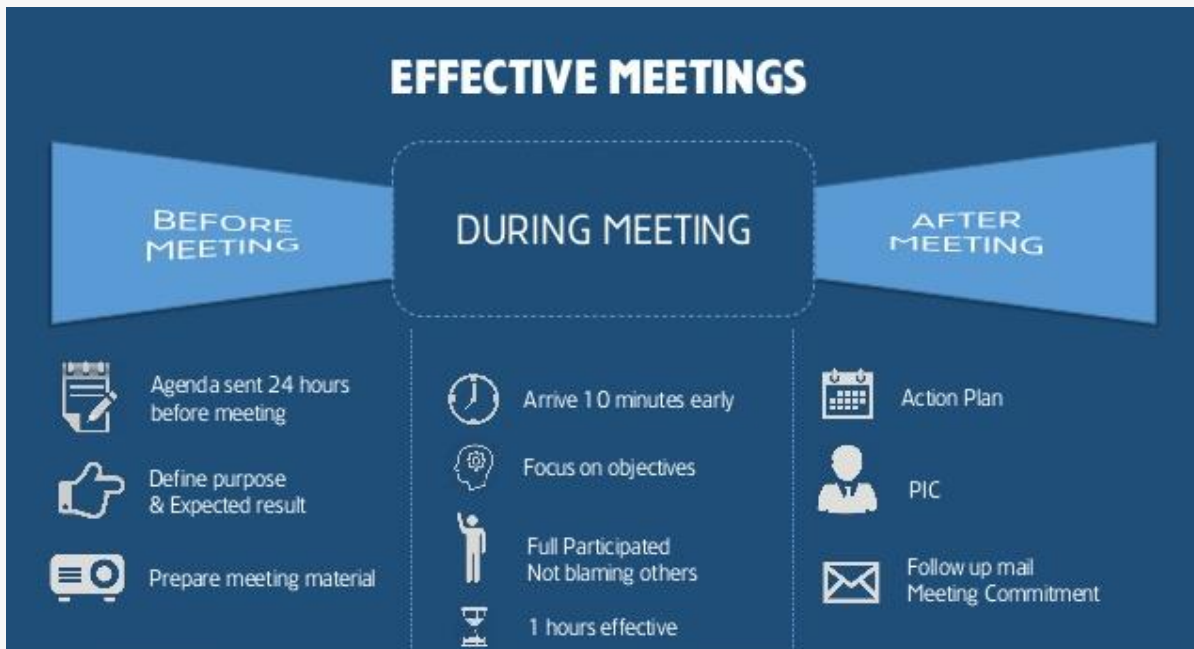 EFFECTIVE MEETINGS
BEFORE
MEETING
Agenda sent 24 hours
before meeting
Define purpose
& Expected result
Prepare meeting material
DURING MEETING
Arrive 10 minutes early
Focus on objectives
Full Participated
Not blaming others
1 hours effective
AFTER
MEETING
Action Plan
PIC
Follow up mail
Meeting Commitment